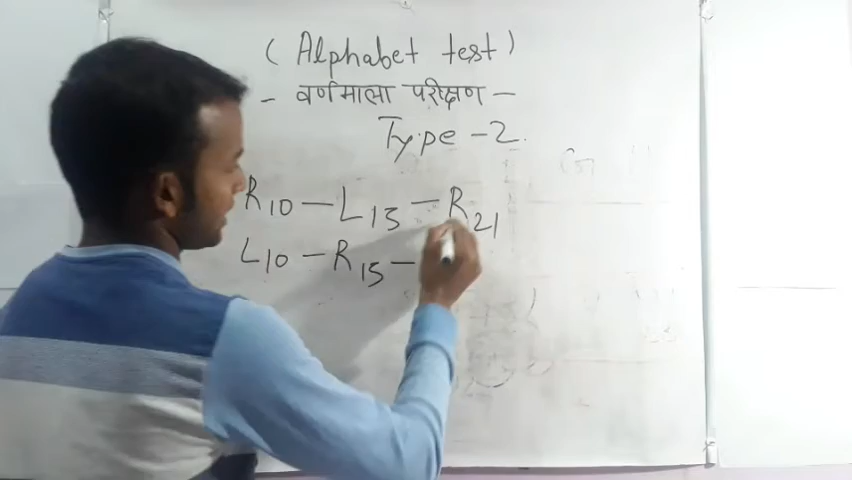 (Alphabet test)
- वर्णमाला परीक्षण -
Type-2.
R10 - L15 - R21
L10 - R15 -